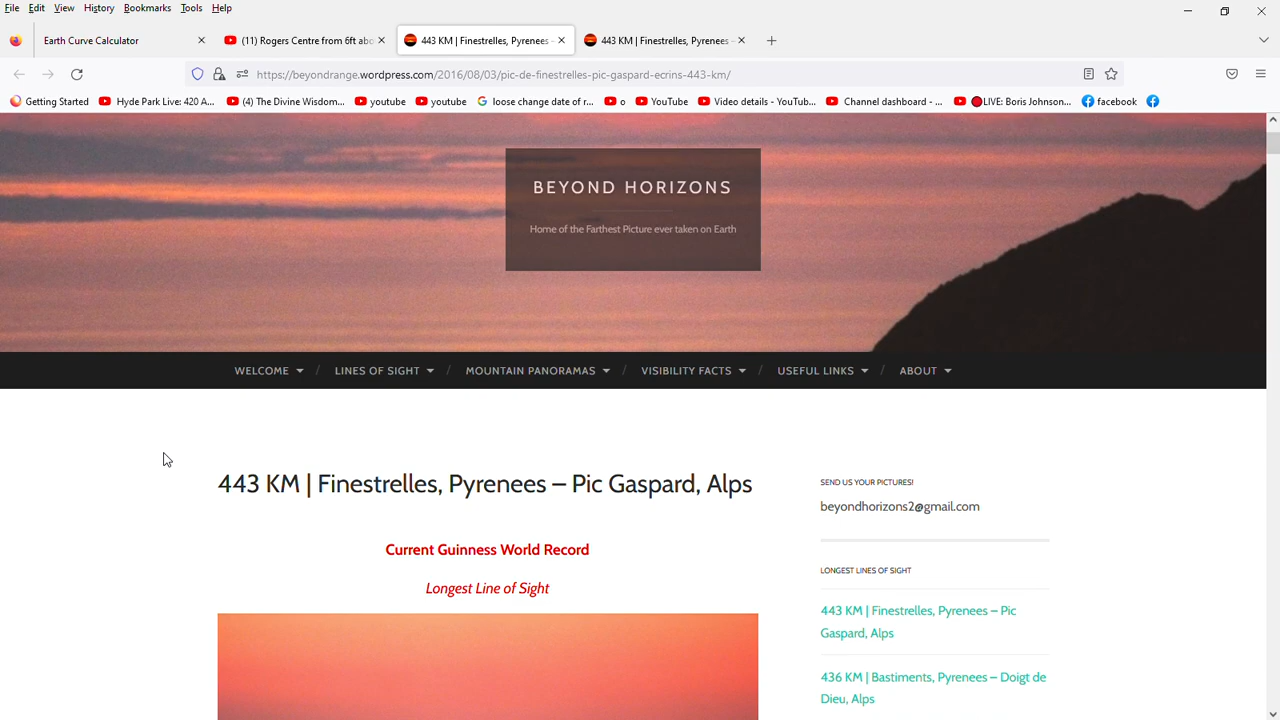 File Edit View History Bookmarks Tools Help
Earth Curve Calculator
(11) Rogers Centre from 6ft abo
443 KM | Finestrelles, Pyrenees –
443 KM | Finestrelles, Pyrenees –
https://beyondrange.wordpress.com/2016/08/03/pic-de-finestrelles-pic-gaspard-ecrins-443-km/
Getting Started Hyde Park Live: 420 A... (4) The Divine Wisdom... youtube youtube loose change date of r... o YouTube Video details - YouTub... Channel dashboard - ... LIVE: Boris Johnson... facebook
BEYOND HORIZONS
Home of the Farthest Picture ever taken on Earth
WELCOME / LINES OF SIGHT / MOUNTAIN PANORAMAS / VISIBILITY FACTS / USEFUL LINKS / ABOUT
443 KM | Finestrelles, Pyrenees – Pic Gaspard, Alps
Current Guinness World Record
Longest Line of Sight
SEND US YOUR PICTURES!
beyondhorizons2@gmail.com
LONGEST LINES OF SIGHT
443 KM | Finestrelles, Pyrenees – Pic
Gaspard, Alps
436 KM | Bastiments, Pyrenees – Doigt de
Dieu, Alps